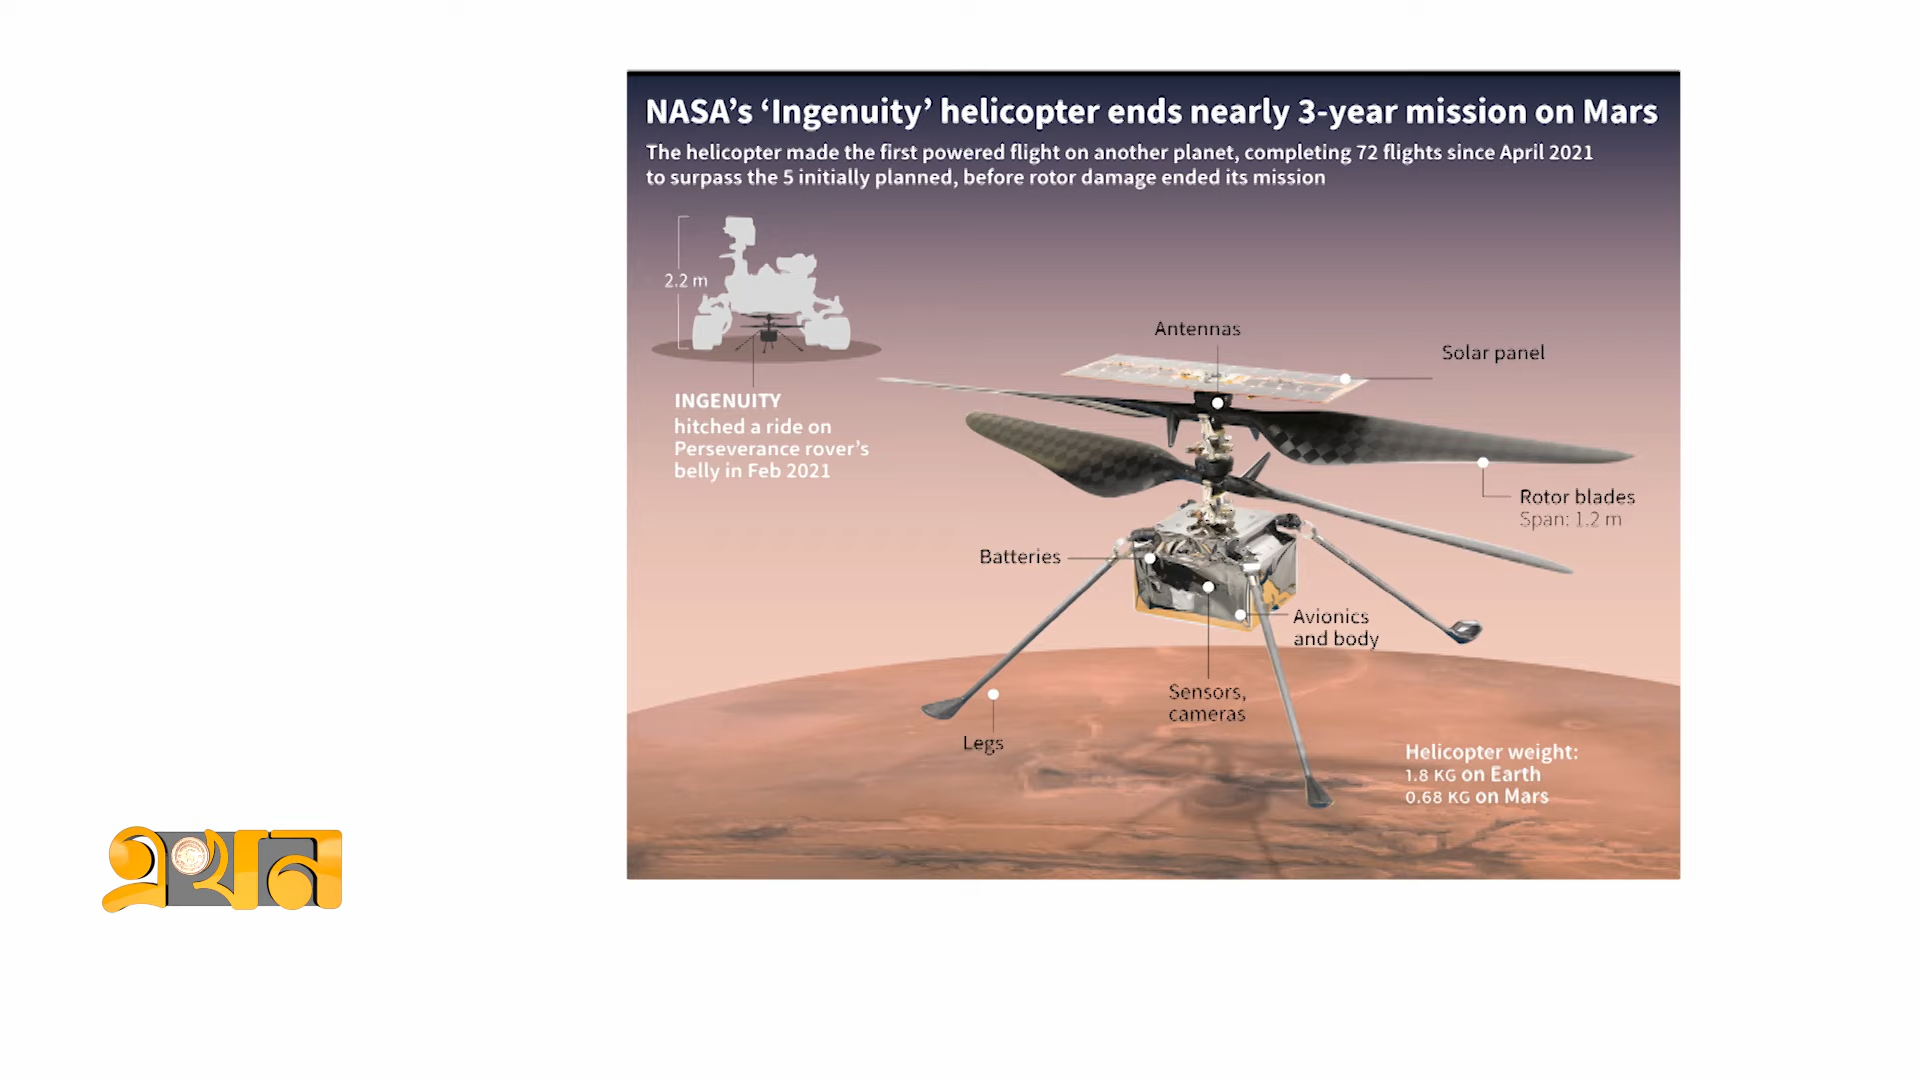 NASA's 'Ingenuity' helicopter ends nearly 3-year mission on Mars
The helicopter made the first powered flight on another planet, completing 72 flights since April 2021
to surpass the 5 initially planned, before rotor damage ended its mission
2.2 m
INGENUITY
hitched a ride on
Perseverance rover's
belly in Feb 2021
Antennas
Solar panel
Rotor blades
Span: 1.2 m
Batteries
Avionics
and body
Sensors,
cameras
Legs
Helicopter weight:
1.8 KG on Earth
0.68 KG on Mars
এখন